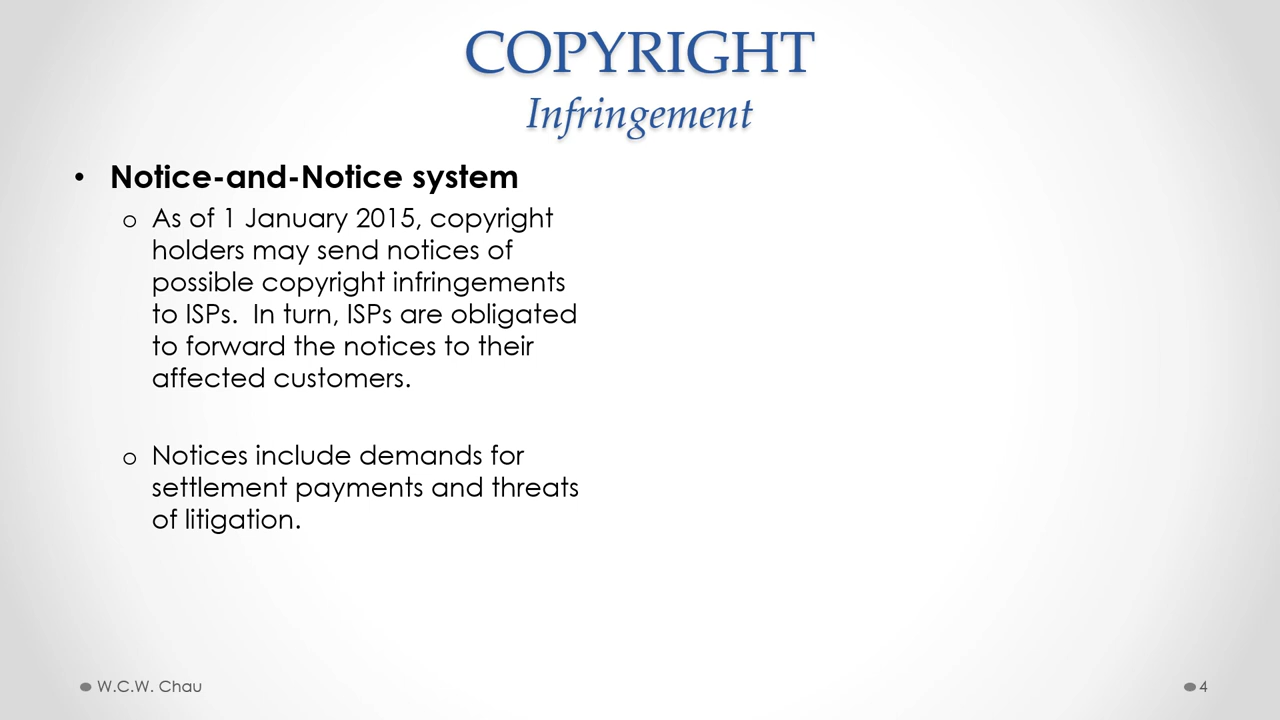 COPYRIGHT
Infringement
• Notice-and-Notice system
o As of 1 January 2015, copyright
holders may send notices of
possible copyright infringements
to ISPs.  In turn, ISPs are obligated
to forward the notices to their
affected customers.
o Notices include demands for
settlement payments and threats
of litigation.
W.C.W. Chau
4